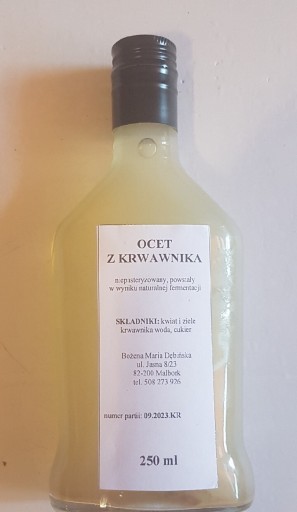 OCET
Z KRWAWNIKA
niepasteryzowany, powstały
w wyniku naturalnej fermentacji
SKŁADNIKI: kwiat i ziele
krwawnika woda, cukier
Bożena Maria Dębińska
ul. Jasna 8/23
82-200 Malbork
tel. 508 273 926
numer partii: 09.2023.KR
250 ml